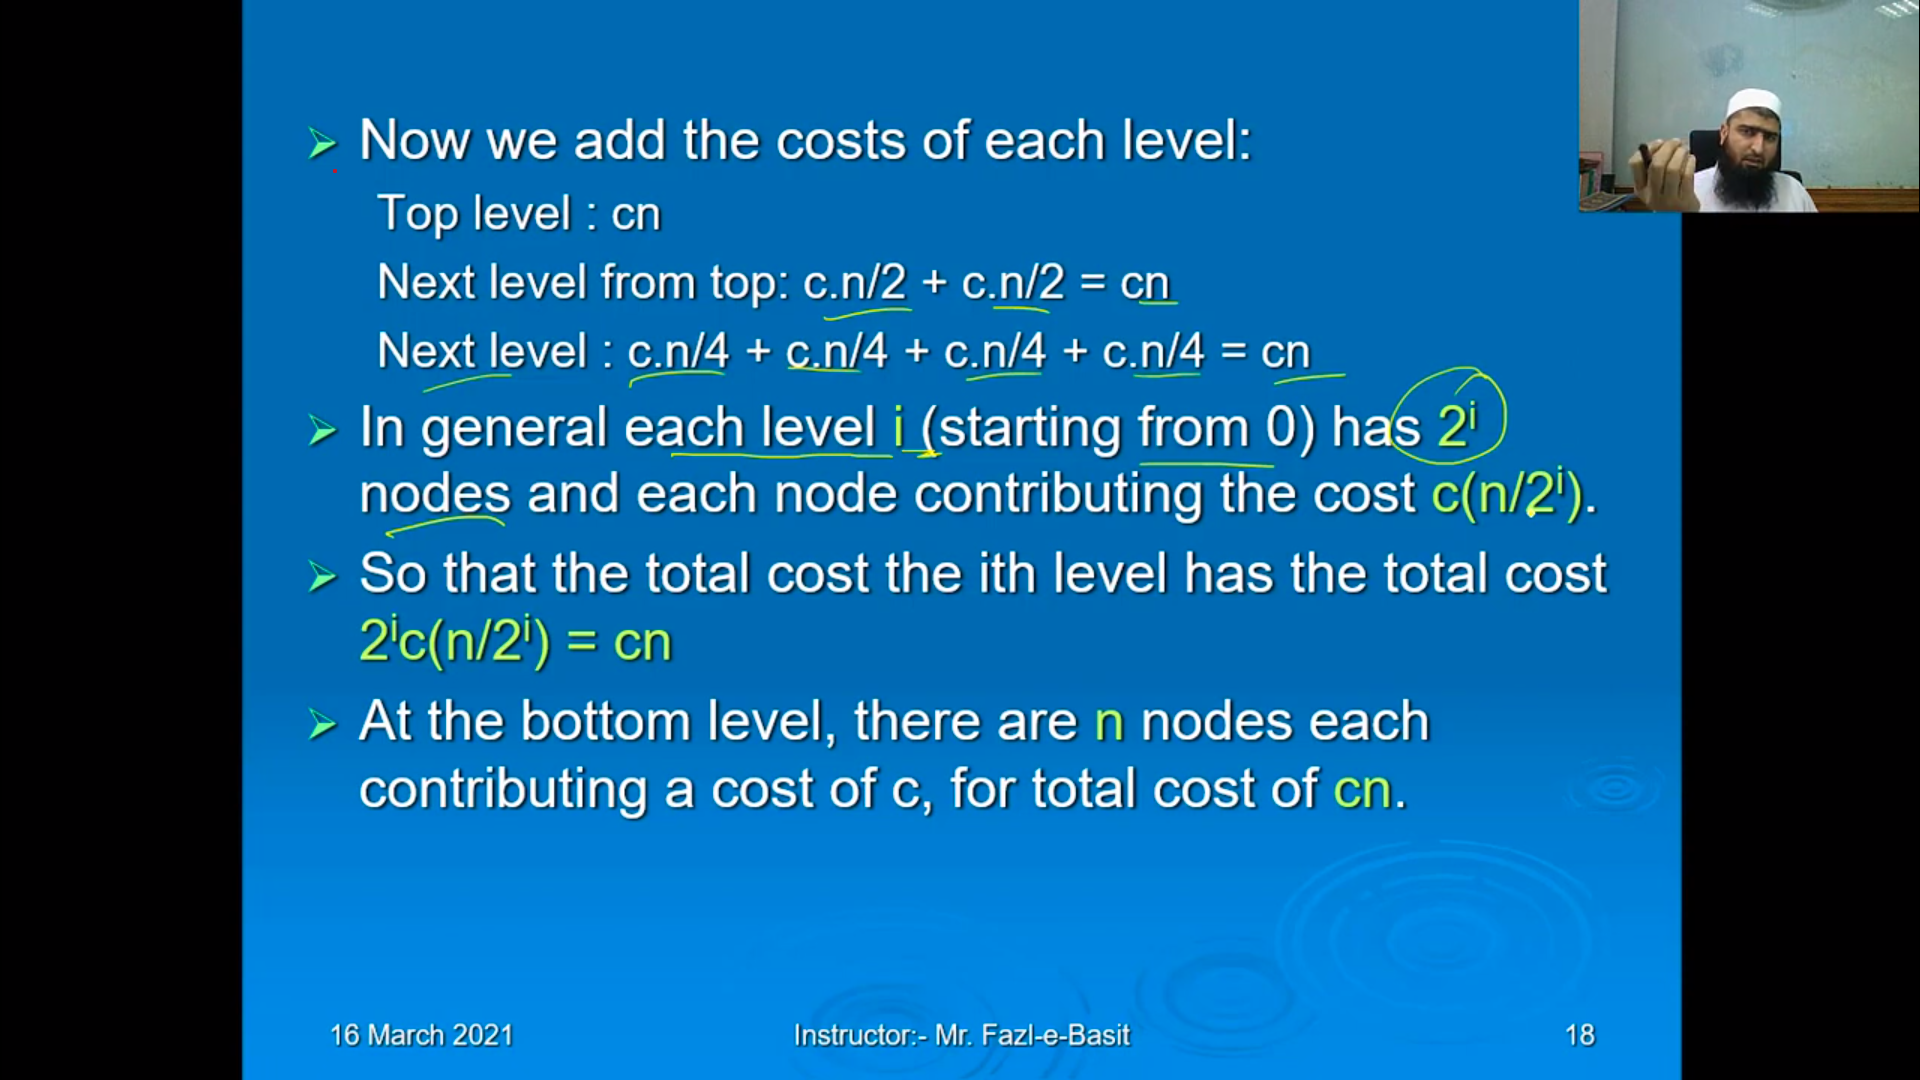 Now we add the costs of each level:
Top level : cn
Next level from top: c.n/2 + c.n/2 = cn
Next level : c.n/4 + c.n/4 + c.n/4 + c.n/4 = cn
In general each level i (starting from 0) has 2ⁱ
nodes and each node contributing the cost c(n/2ⁱ).
So that the total cost the ith level has the total cost
2ⁱc(n/2ⁱ) = cn
At the bottom level, there are n nodes each
contributing a cost of c, for total cost of cn.
16 March 2021
Instructor:- Mr. Fazl-e-Basit
18